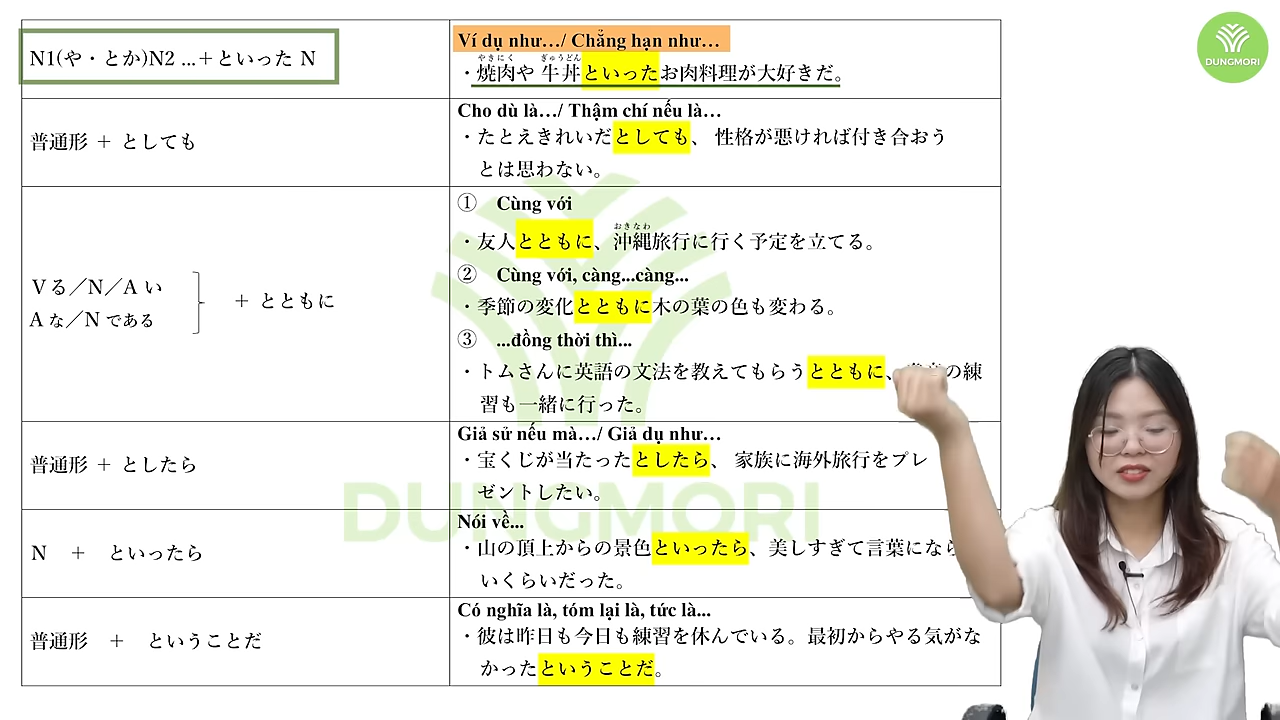 N1(や・とか)N2 ...＋といった N
Ví dụ như…/ Chẳng hạn như…
やきにく ぎゅうどん
・焼肉や 牛丼といったお肉料理が大好きだ。
普通形 ＋ としても
Cho dù là…/ Thậm chí nếu là…
・たとえきれいだとしても、 性格が悪ければ付き合おう
とは思わない。
Ｖる／N／A い
A な／N である
＋ とともに
① Cùng với
おきなわ
・友人とともに、沖縄旅行に行く予定を立てる。
② Cùng với, càng...càng...
・季節の変化とともに木の葉の色も変わる。
③ ...đồng thời thì...
・トムさんに英語の文法を教えてもらうとともに、の練
習も一緒に行った。
普通形 ＋ としたら
Giả sử nếu mà…/ Giả dụ như…
・宝くじが当たったとしたら、 家族に海外旅行をプレ
ゼントしたい。
N ＋ といったら
Nói về...
・山の頂上からの景色といったら、美しすぎて言葉になら
いくらいだった。
普通形 ＋ ということだ
Có nghĩa là, tóm lại là, tức là...
・彼は昨日も今日も練習を休んでいる。最初からやる気がな
かったということだ。
DUNGMORI
DUNGMORI